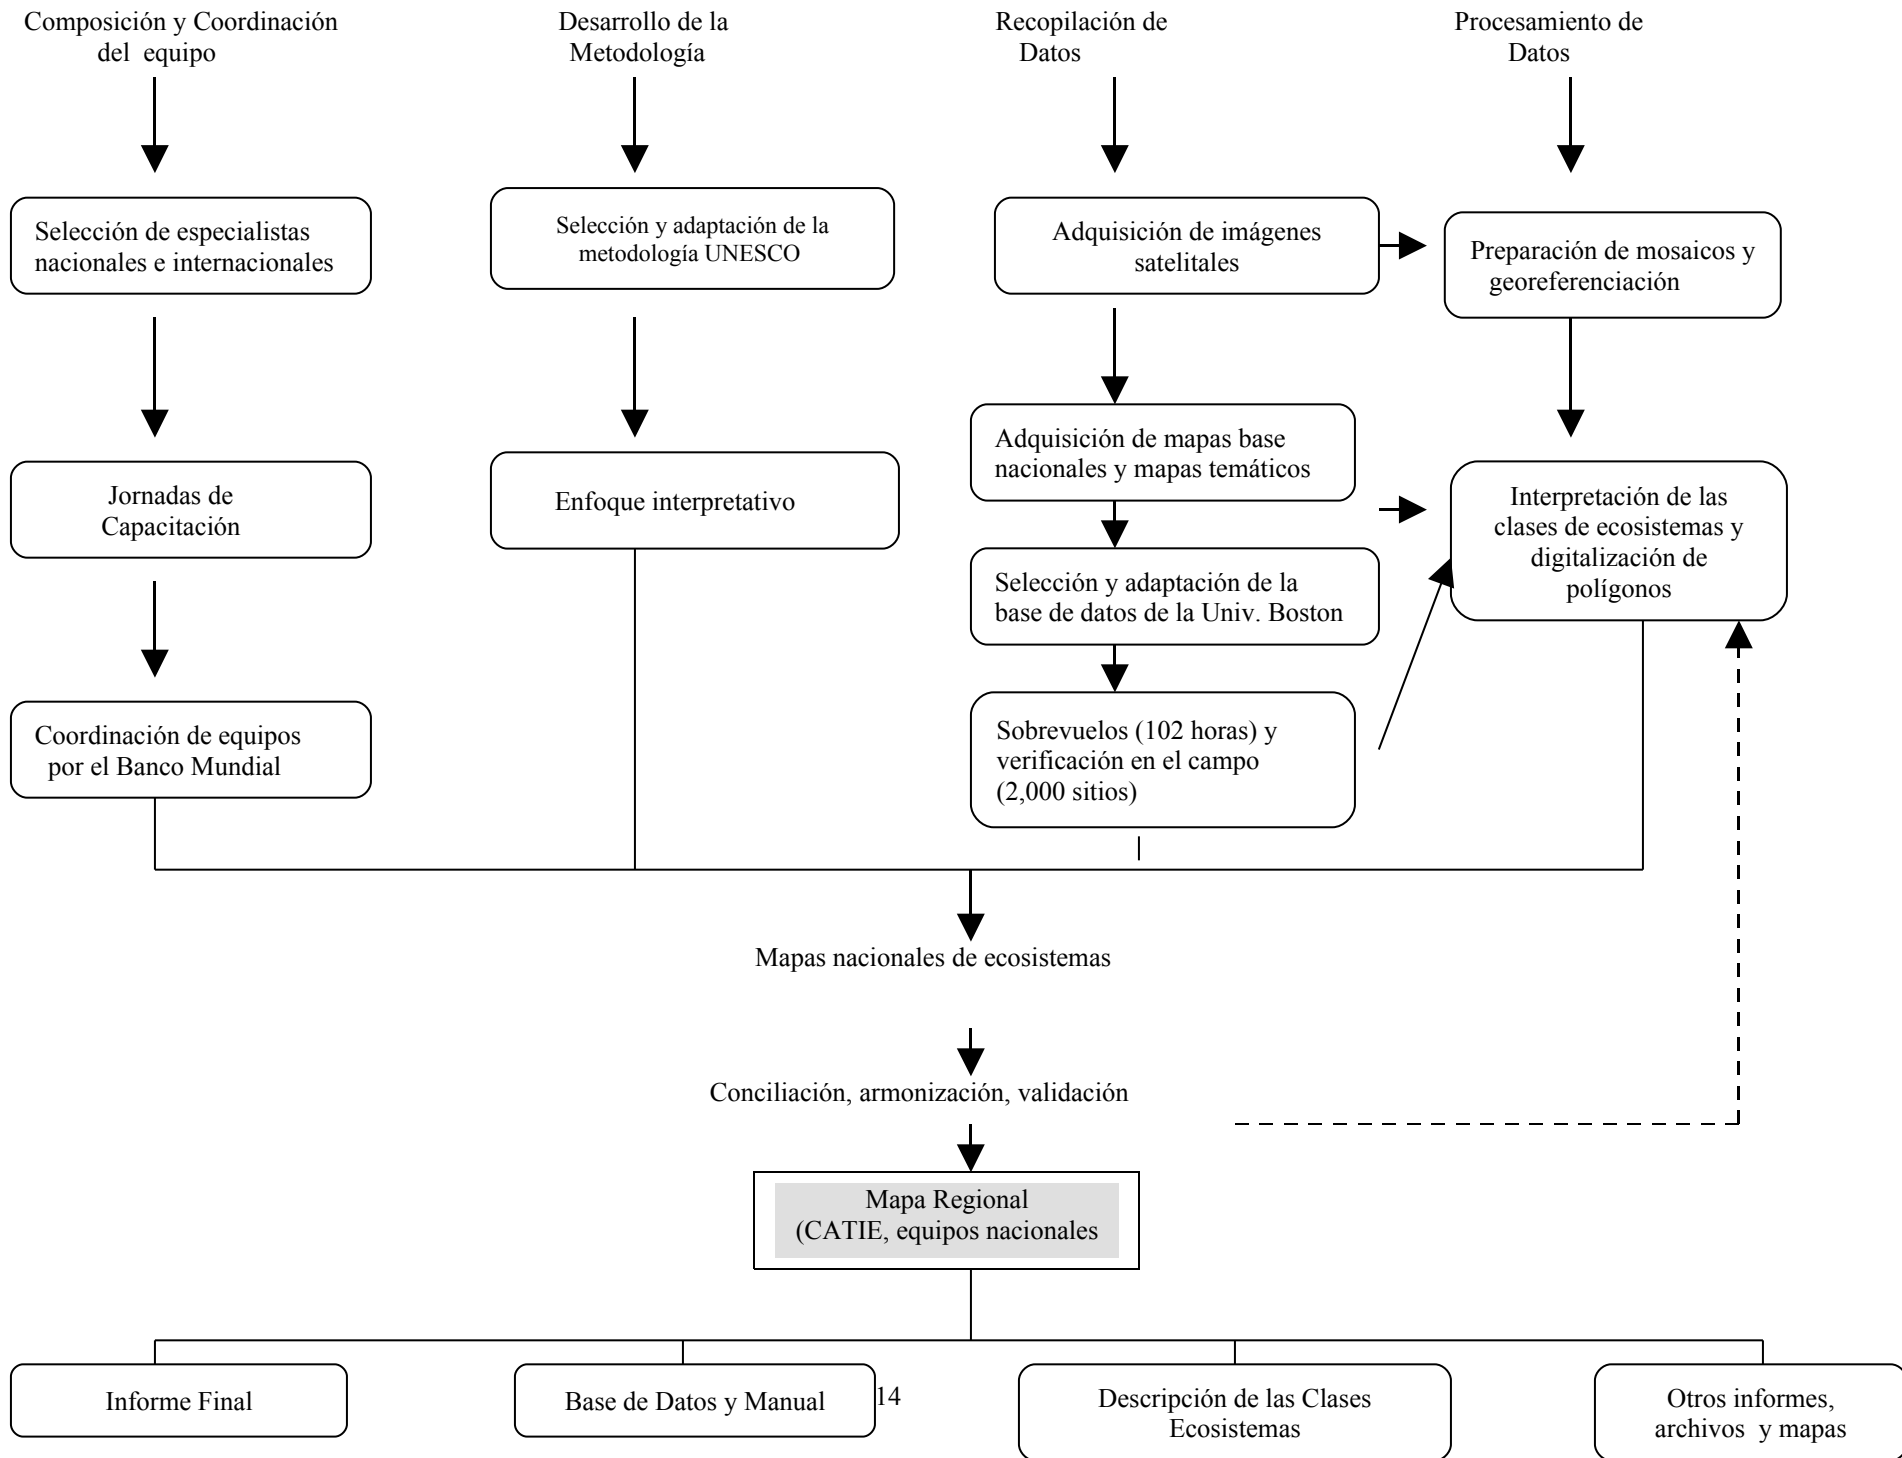 Composición y Coordinación
del equipo
Desarrollo de la
Metodología
Recopilación de
Datos
Procesamiento de
Datos
Selección de especialistas
nacionales e internacionales
Selección y adaptación de la
metodología UNESCO
Adquisición de imágenes
satelitales
Preparación de mosaicos y
georeferenciación
Jornadas de
Capacitación
Enfoque interpretativo
Adquisición de mapas base
nacionales y mapas temáticos
Interpretación de las
clases de ecosistemas y
digitalización de
polígonos
Selección y adaptación de la
base de datos de la Univ. Boston
Coordinación de equipos
por el Banco Mundial
Sobrevuelos (102 horas) y
verificación en el campo
(2,000 sitios)
Mapas nacionales de ecosistemas
Conciliación, armonización, validación
Mapa Regional
(CATIE, equipos nacionales
Informe Final
Base de Datos y Manual
14
Descripción de las Clases
Ecosistemas
Otros informes,
archivos y mapas